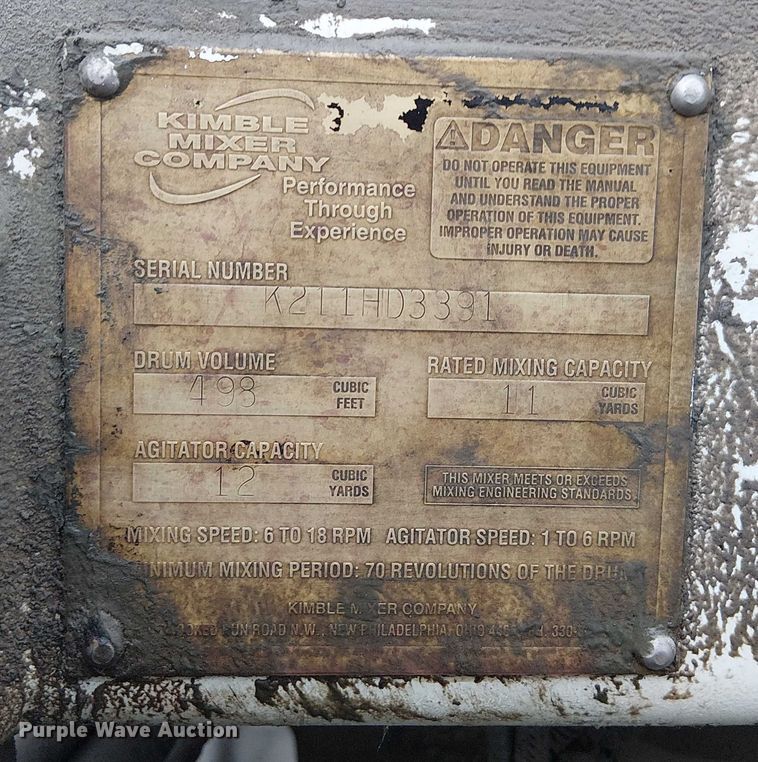 KIMBLE
MIXER
COMPANY
Performance
Through
Experience
DANGER
DO NOT OPERATE THIS EQUIPMENT
UNTIL YOU READ THE MANUAL
AND UNDERSTAND THE PROPER
OPERATION OF THIS EQUIPMENT.
IMPROPER OPERATION MAY CAUSE
INJURY OR DEATH.
SERIAL NUMBER
K211HD3391
DRUM VOLUME
498 CUBIC FEET
RATED MIXING CAPACITY
11 CUBIC YARDS
AGITATOR CAPACITY
12 CUBIC YARDS
THIS MIXER MEETS OR EXCEEDS
MIXING ENGINEERING STANDARDS.
MIXING SPEED: 6 TO 18 RPM AGITATOR SPEED: 1 TO 6 RPM
MINIMUM MIXING PERIOD: 70 REVOLUTIONS OF THE DRUM
KIMBLE MIXER COMPANY
ROAD N.W., NEW PHILADELPHIA, OHIO
Purple Wave Auction